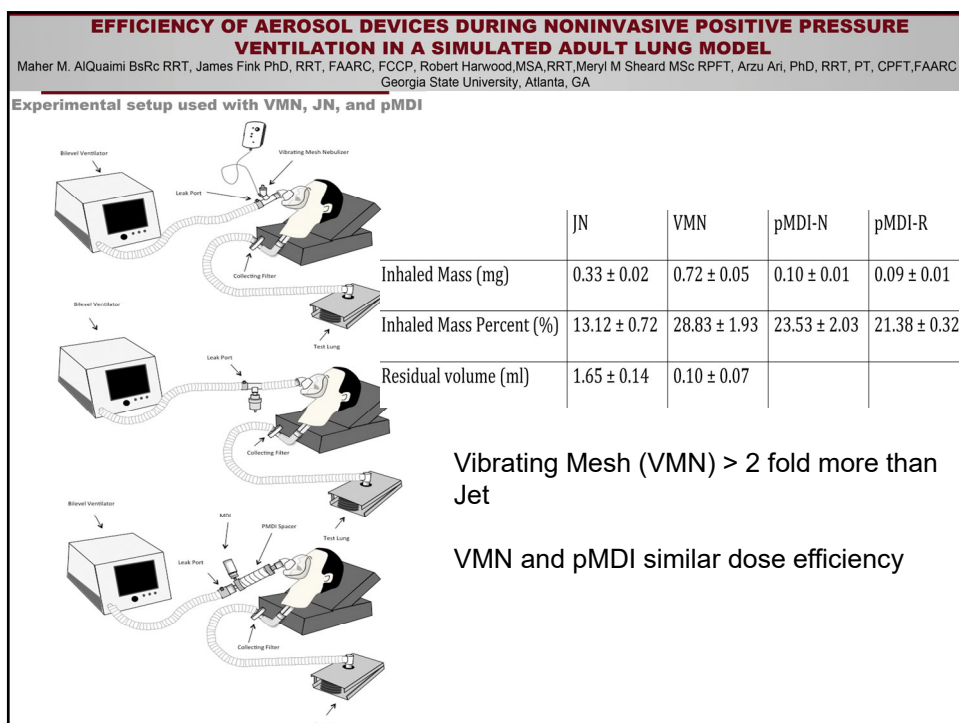 EFFICIENCY OF AEROSOL DEVICES DURING NONINVASIVE POSITIVE PRESSURE
VENTILATION IN A SIMULATED ADULT LUNG MODEL
Maher M. AlQuaimi BsRc RRT, James Fink PhD, RRT, FAARC, FCCP, Robert Harwood,MSA,RRT,Meryl M Sheard MSc RPFT, Arzu Ari, PhD, RRT, PT, CPFT,FAARC
Georgia State University, Atlanta, GA
Experimental setup used with VMN, JN, and pMDI
Bilevel Ventilator
Vibrating Mesh Nebulizer
Leak Port
Collecting Filter
Test Lung
Bilevel Ventilator
Leak Port
Collecting Filter
Test Lung
Bilevel Ventilator
PMDI Spacer
Leak Port
Collecting Filter
JN VMN pMDI-N pMDI-R
Inhaled Mass (mg) 0.33 ± 0.02 0.72 ± 0.05 0.10 ± 0.01 0.09 ± 0.01
Inhaled Mass Percent (%) 13.12 ± 0.72 28.83 ± 1.93 23.53 ± 2.03 21.38 ± 0.32
Residual volume (ml) 1.65 ± 0.14 0.10 ± 0.07
Vibrating Mesh (VMN) > 2 fold more than
Jet
VMN and pMDI similar dose efficiency